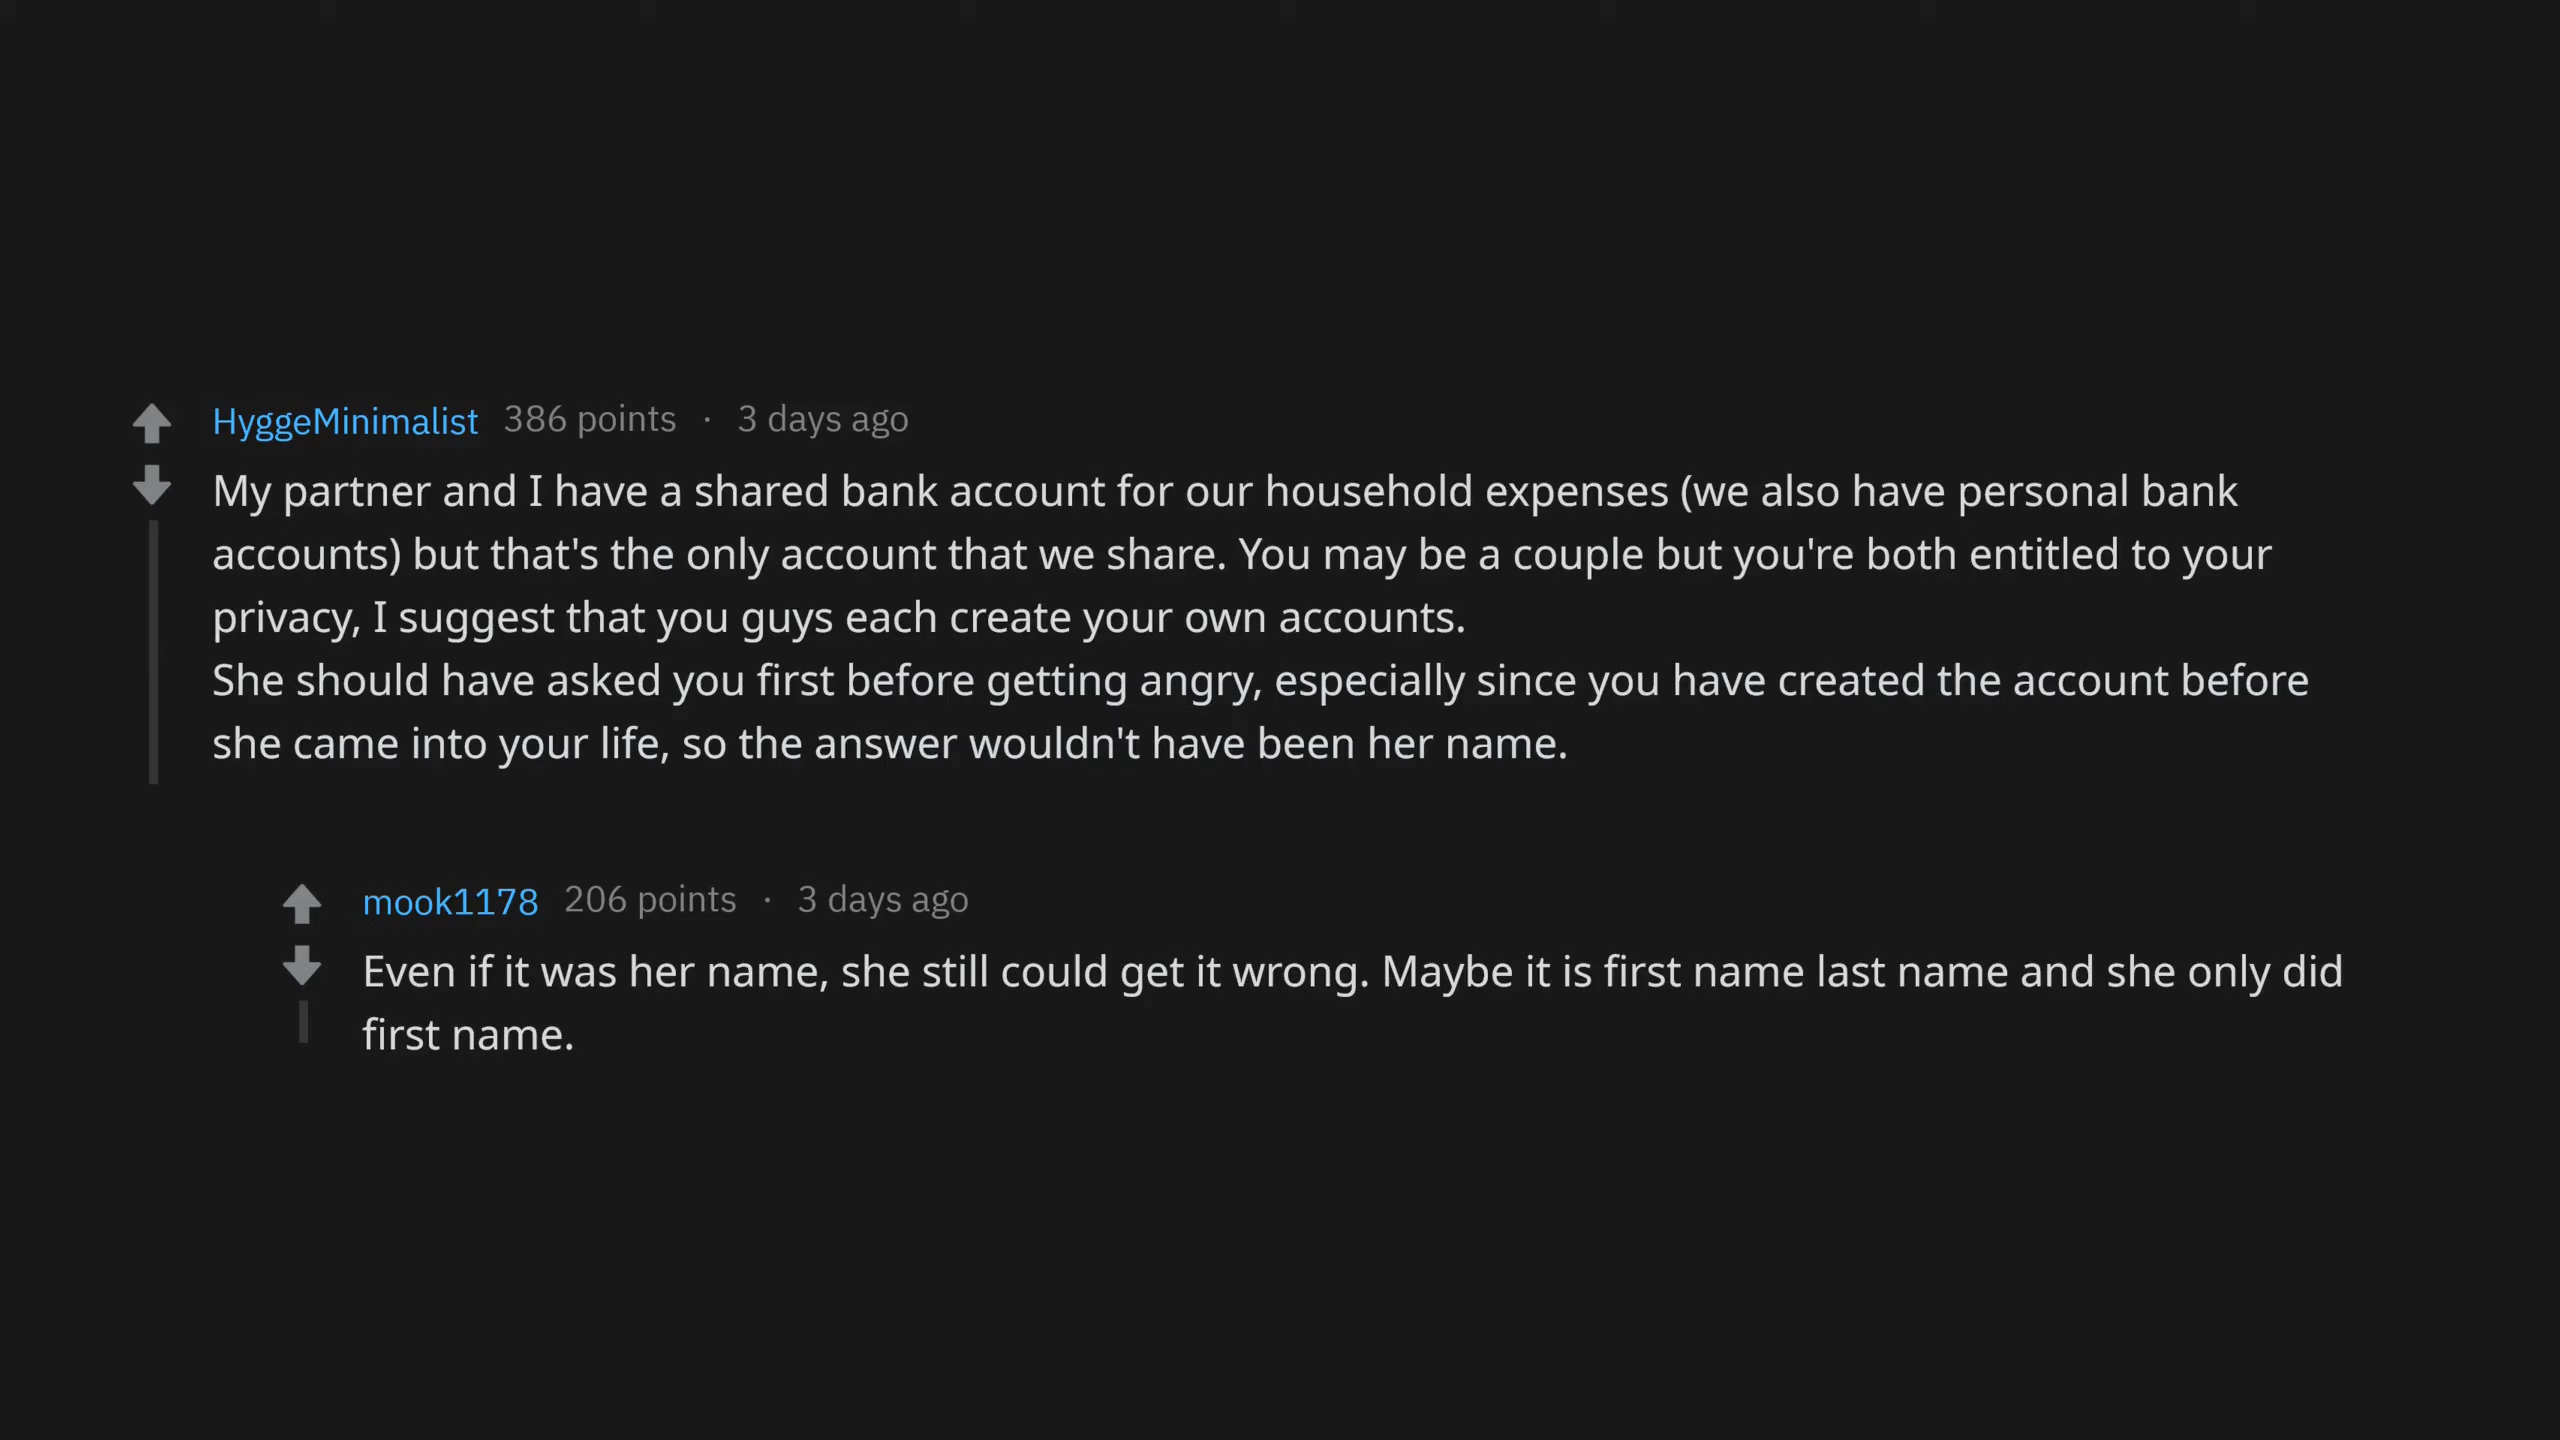 HyggeMinimalist 386 points · 3 days ago
My partner and I have a shared bank account for our household expenses (we also have personal bank
accounts) but that's the only account that we share. You may be a couple but you're both entitled to your
privacy, I suggest that you guys each create your own accounts.
She should have asked you first before getting angry, especially since you have created the account before
she came into your life, so the answer wouldn't have been her name.
mook1178 206 points · 3 days ago
Even if it was her name, she still could get it wrong. Maybe it is first name last name and she only did
first name.